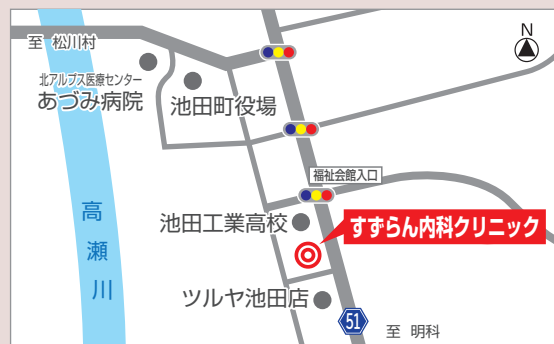 至 松川村
N
北アルプス医療センター
あづみ病院
池田町役場
福祉会館入口
高瀬川
池田工業高校
すずらん内科クリニック
ツルヤ池田店
51
至 明科